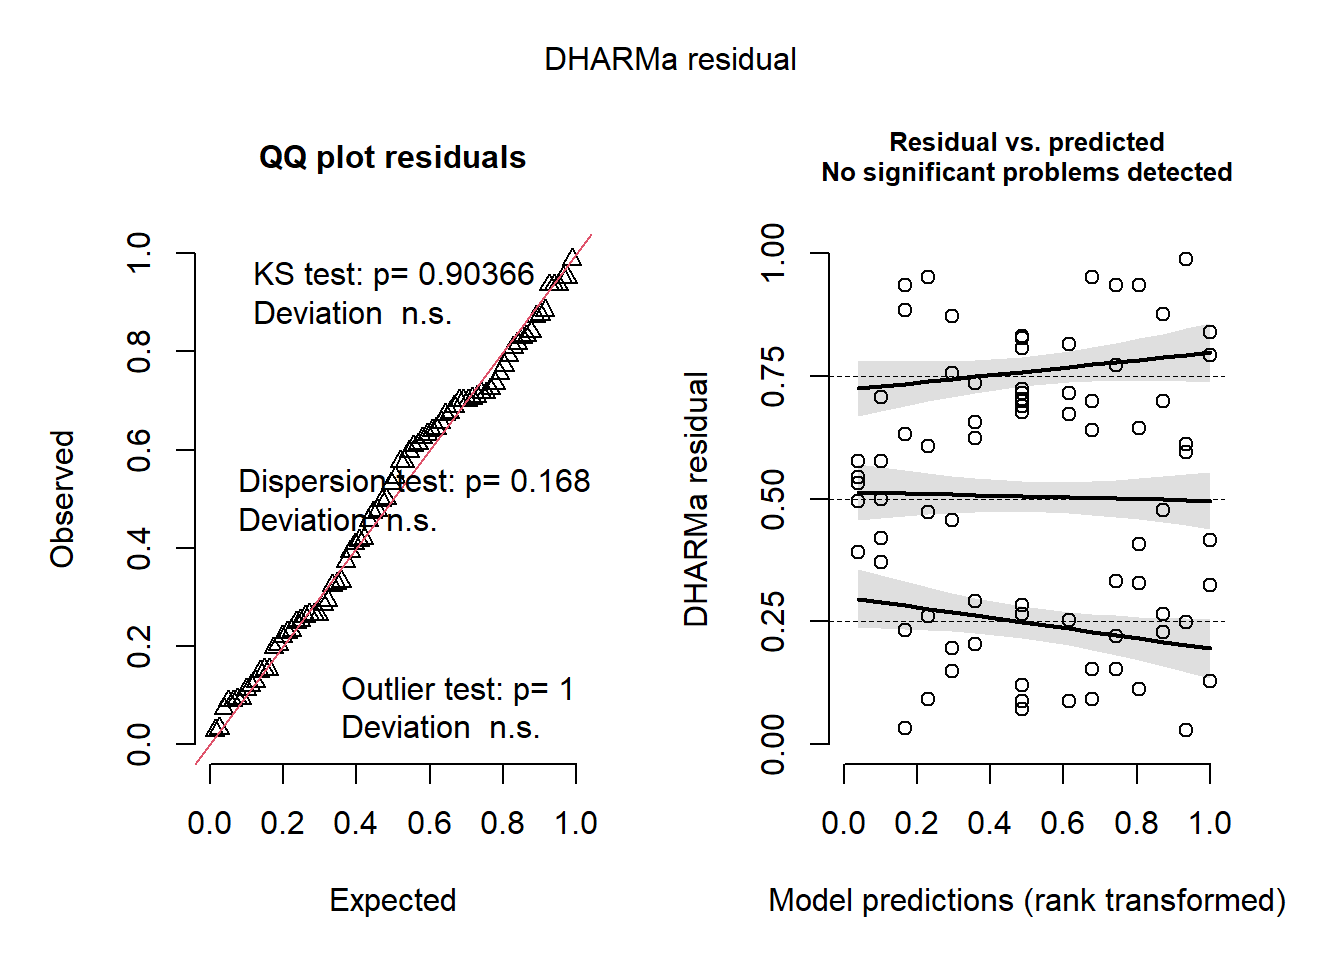 DHARMa residual
QQ plot residuals
KS test: p= 0.90366
Deviation  n.s.
Dispersion test: p= 0.168
Deviation  n.s.
Outlier test: p= 1
Deviation  n.s.
Observed
0.0 0.2 0.4 0.6 0.8 1.0
0.0 0.2 0.4 0.6 0.8 1.0
Expected
Residual vs. predicted
No significant problems detected
DHARMa residual
0.00 0.25 0.50 0.75 1.00
0.0 0.2 0.4 0.6 0.8 1.0
Model predictions (rank transformed)